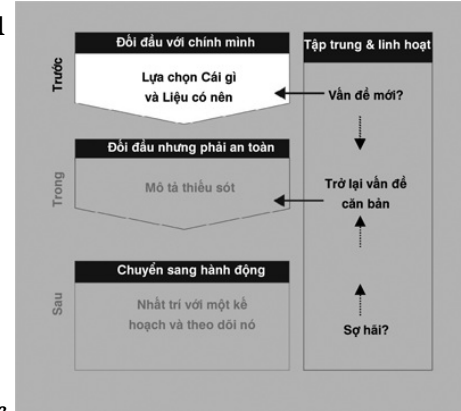 Trước
Đối đầu với chính mình
Lựa chọn Cái gì
và Liệu có nên
Trong
Đối đầu nhưng phải an toàn
Mô tả thiếu sót
Sau
Chuyển sang hành động
Nhất trí với một kế
hoạch và theo dõi nó
Tập trung & linh hoạt
Vấn đề mới?
Trở lại vấn đề
căn bản
Sợ hãi?